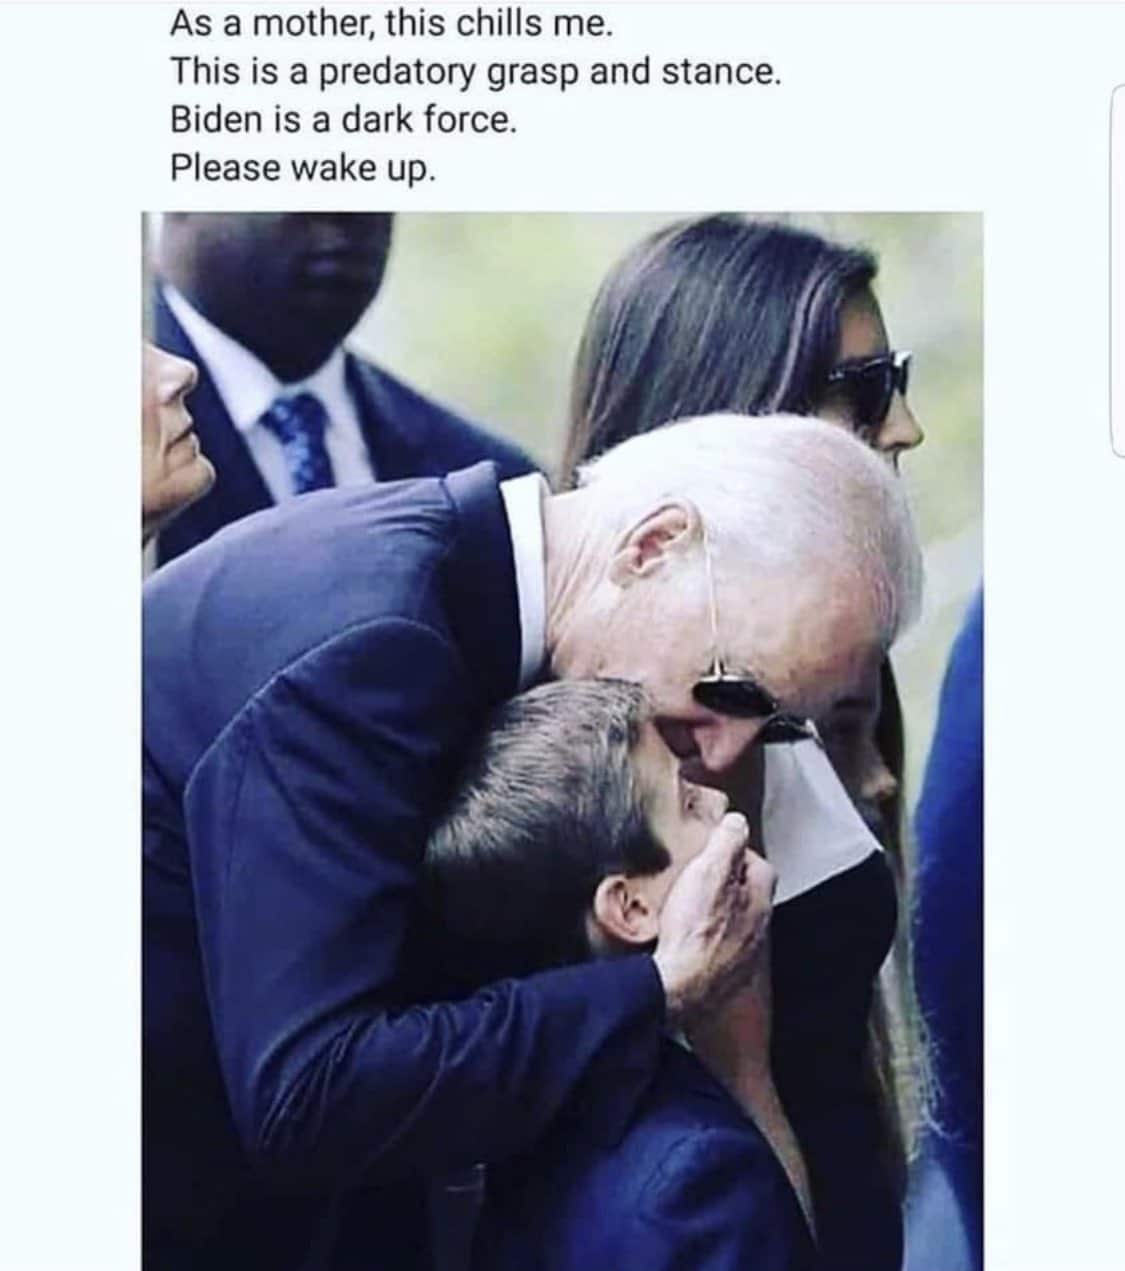 As a mother, this chills me.
This is a predatory grasp and stance.
Biden is a dark force.
Please wake up.